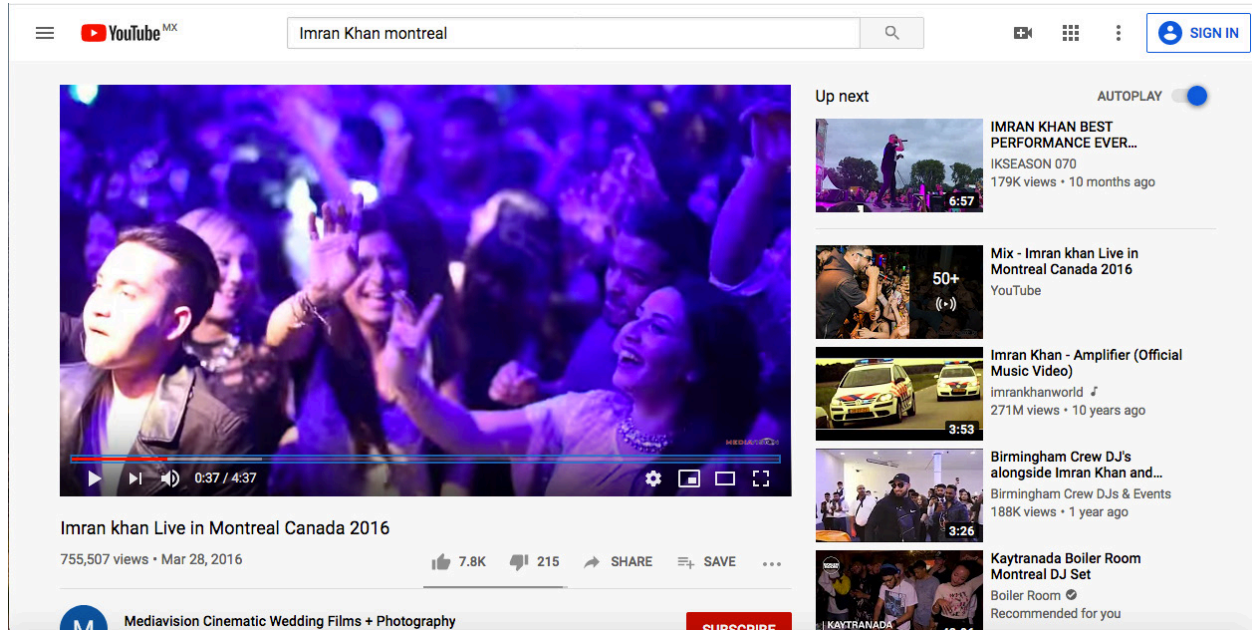 YouTube MX
Imran Khan montreal
SIGN IN
MEDIAVISION
0:37 / 4:37
Imran khan Live in Montreal Canada 2016
755,507 views • Mar 28, 2016
7.8K
215
SHARE
SAVE
M
Mediavision Cinematic Wedding Films + Photography
SUBSCRIBE
Up next
AUTOPLAY
6:57
IMRAN KHAN BEST
PERFORMANCE EVER...
IKSEASON 070
179K views • 10 months ago
50+
Mix - Imran khan Live in
Montreal Canada 2016
YouTube
3:53
Imran Khan - Amplifier (Official
Music Video)
imrankhanworld
271M views • 10 years ago
3:26
Birmingham Crew DJ's
alongside Imran Khan and...
Birmingham Crew DJs & Events
188K views • 1 year ago
KAYTRANADA
Kaytranada Boiler Room
Montreal DJ Set
Boiler Room
Recommended for you